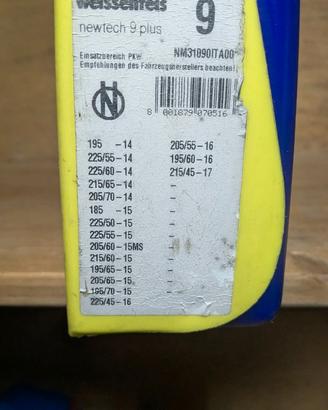 weissenfels
9
newtech 9 plus
Einsatzbereich PKW NM31090ITA00
Empfehlungen des Fahrzeugherstellers beachten!
8 001879 070516
195 -14 205/55-16
225/55-14 195/60-16
225/60-14 215/45-17
215/65-14 -
205/70-14 -
185 -15 -
225/50-15 -
225/55-15 -
205/60-15MS -
215/60-15 -
195/65-15 -
205/65-15 -
195/70-15 -
225/45-16 -